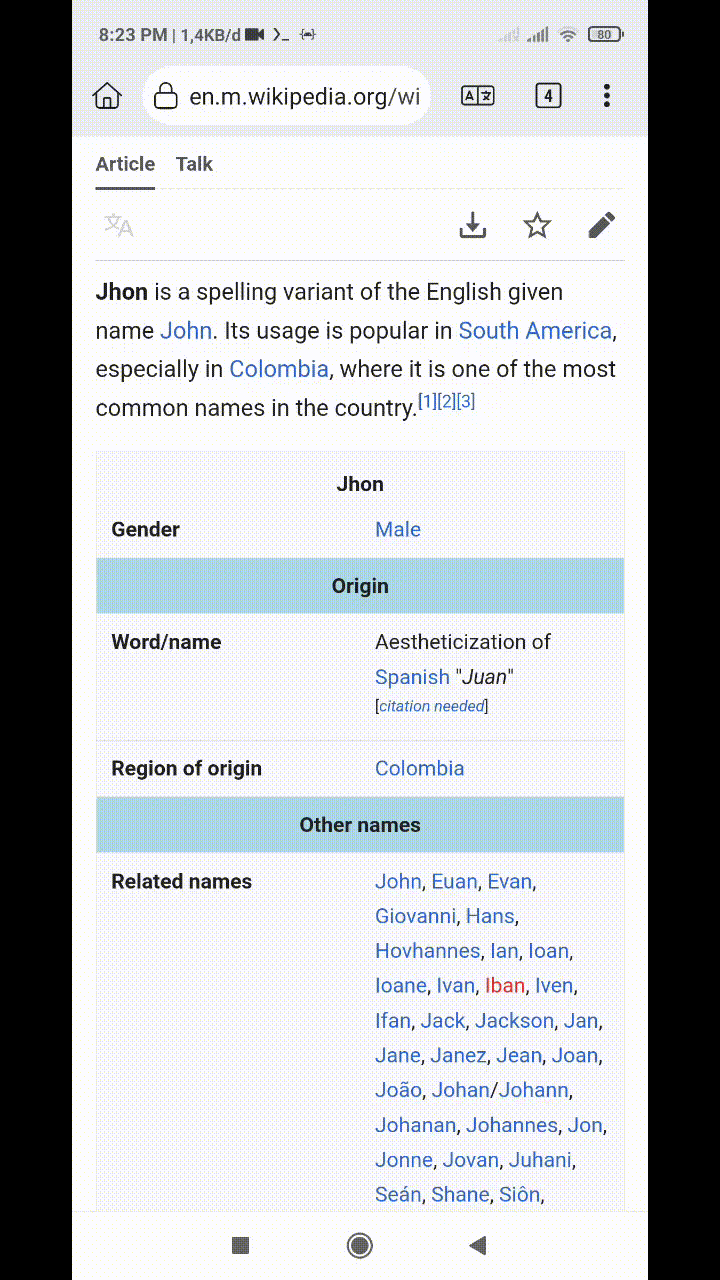 8:23 PM | 1,4KB/d
en.m.wikipedia.org/wi
4
80
Article Talk
Jhon is a spelling variant of the English given
name John. Its usage is popular in South America,
especially in Colombia, where it is one of the most
common names in the country.[1][2][3]
Jhon
Gender Male
Origin
Word/name Aestheticization of
Spanish "Juan"
[citation needed]
Region of origin Colombia
Other names
Related names John, Euan, Evan,
Giovanni, Hans,
Hovhannes, Ian, Ioan,
Ioane, Ivan, Iban, Iven,
Ifan, Jack, Jackson, Jan,
Jane, Janez, Jean, Joan,
João, Johan/Johann,
Johanan, Johannes, Jon,
Jonne, Jovan, Juhani,
Seán, Shane, Siôn,